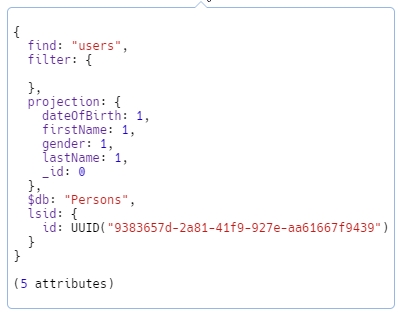 {
  find: "users",
  filter: {
  },
  projection: {
    dateOfBirth: 1,
    firstName: 1,
    gender: 1,
    lastName: 1,
    _id: 0
  },
  $db: "Persons",
  lsid: {
    id: UUID("9383657d-2a81-41f9-927e-aa61667f9439")
  }
}
(5 attributes)